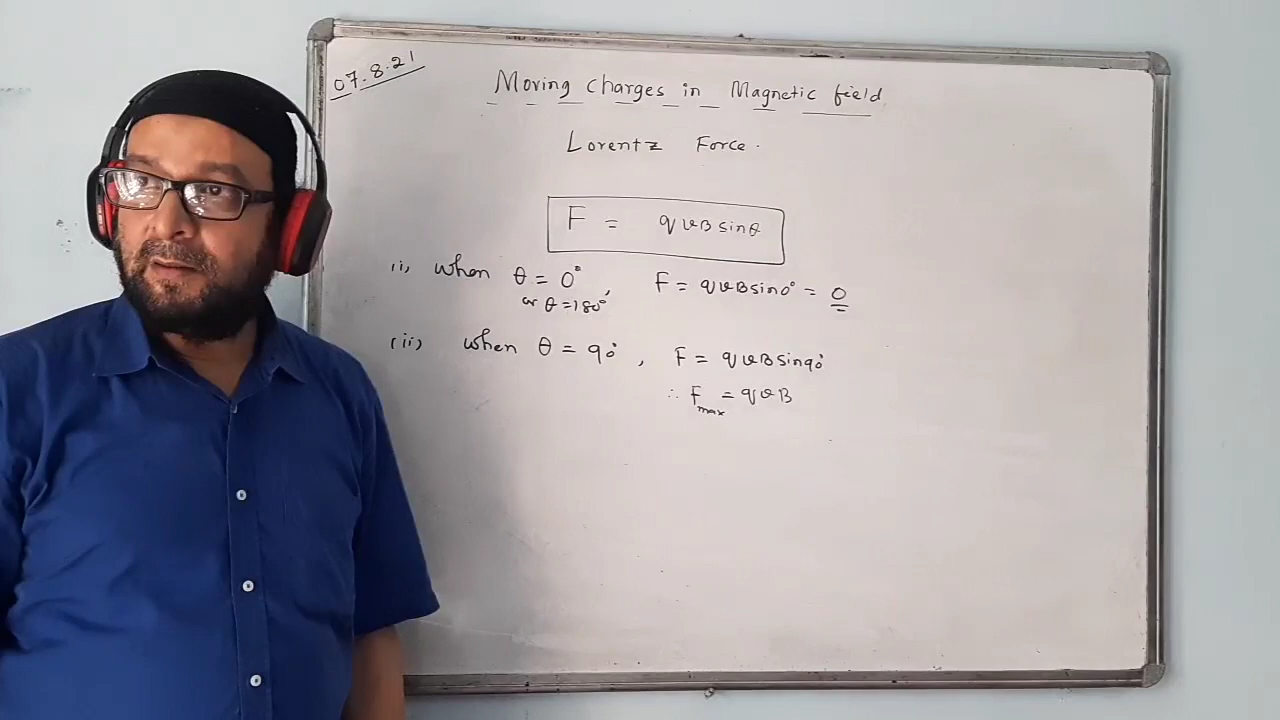 07.8.21
Moving charges in Magnetic field
Lorentz Force.
F = qvB sinθ
(i) when θ = 0°, F = qvB sin0° = 0
or θ = 180°
(ii) when θ = 90°, F = qvB sin90°
∴ Fmax = qvB